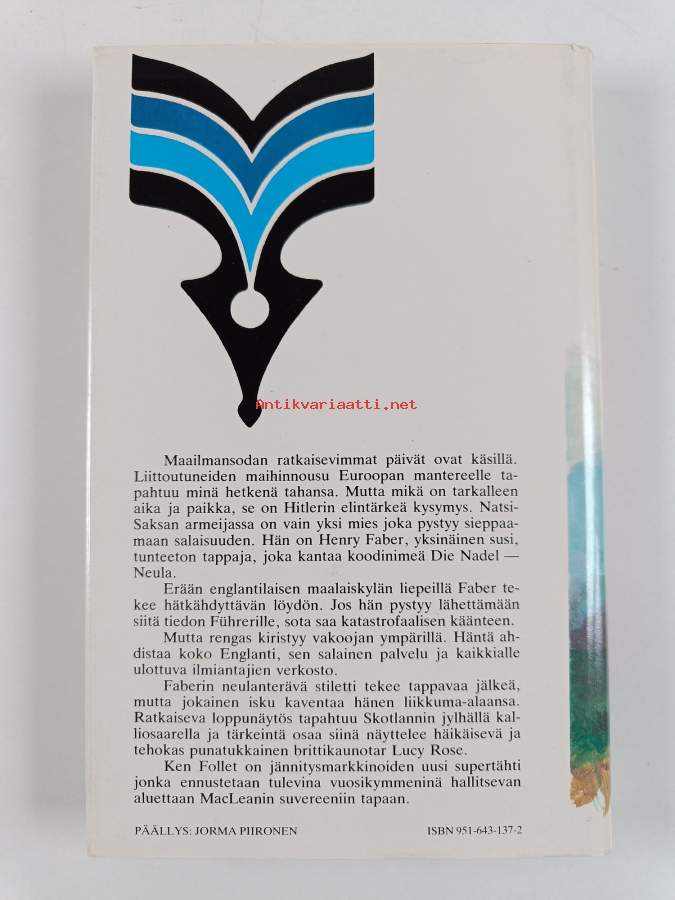 Antikvariaatti.net
Maailmansodan ratkaisevimmat päivät ovat käsillä.
Liittoutuneiden maihinnousu Euroopan mantereelle ta-
pahtuu minä hetkenä tahansa. Mutta mikä on tarkalleen
aika ja paikka, se on Hitlerin elintärkeä kysymys. Natsi-
Saksan armeijassa on vain yksi mies joka pystyy sieppaa-
maan salaisuuden. Hän on Henry Faber, yksinäinen susi,
tunteeton tappaja, joka kantaa koodinimeä Die Nadel —
Neula.
Erään englantilaisen maalaiskylän liepeillä Faber te-
kee hätkähdyttävän löydön. Jos hän pystyy lähettämään
siitä tiedon Führerille, sota saa katastrofaalisen käänteen.
Mutta rengas kiristyy vakoojan ympärillä. Häntä ah-
distaa koko Englanti, sen salainen palvelu ja kaikkialle
ulottuva ilmiantajien verkosto.
Faberin neulanterävä stiletti tekee tappavaa jälkeä,
mutta jokainen isku kaventaa hänen liikkuma-alaansa.
Ratkaiseva loppunäytös tapahtuu Skotlannin jylhällä kal-
liosaarella ja tärkeintä osaa siinä näyttelee häikäisevä ja
tehokas punatukkainen brittikaunotar Lucy Rose.
Ken Follet on jännitysmarkkinoiden uusi supertähti
jonka ennustetaan tulevina vuosikymmeninä hallitsevan
aluettaan MacLeanin suvereeniin tapaan.
PÄÄLLYS: JORMA PIIRONEN
ISBN 951-643-137-2